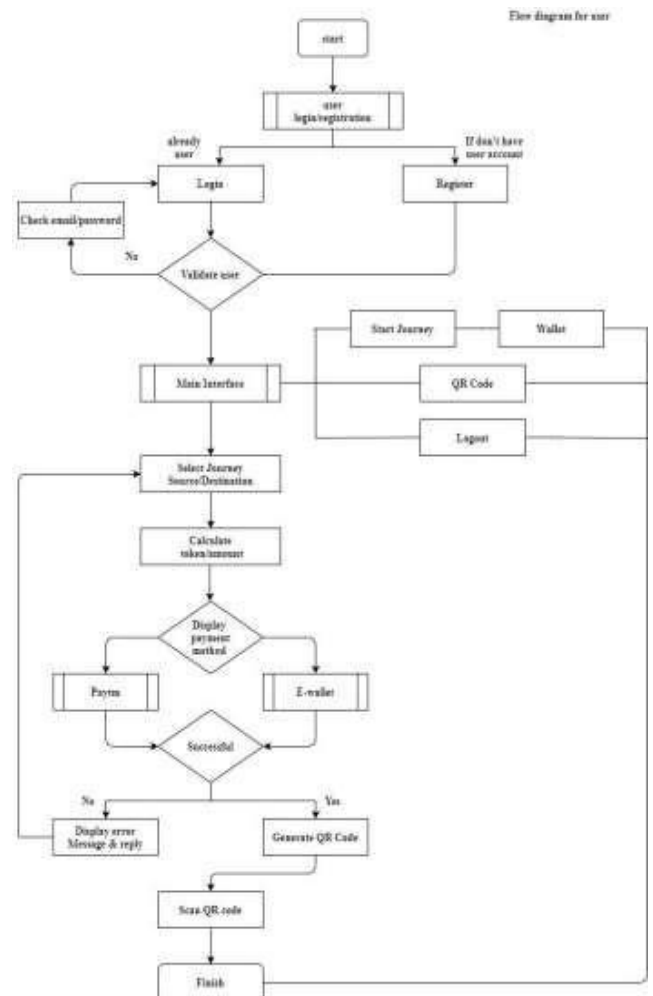 Flow diagram for user
start
user
login/registration
already
user
If don't have
user account
Login
Register
Check email/password
No
Validate user
Start Journey
Wallet
Main Interface
QR Code
Logout
Select Journey
Source/Destination
Calculate
token/amount
Display
payment
method
Paytm
E-wallet
Successful
No
Yes
Display error
Message & reply
Generate QR Code
Scan QR code
Finish